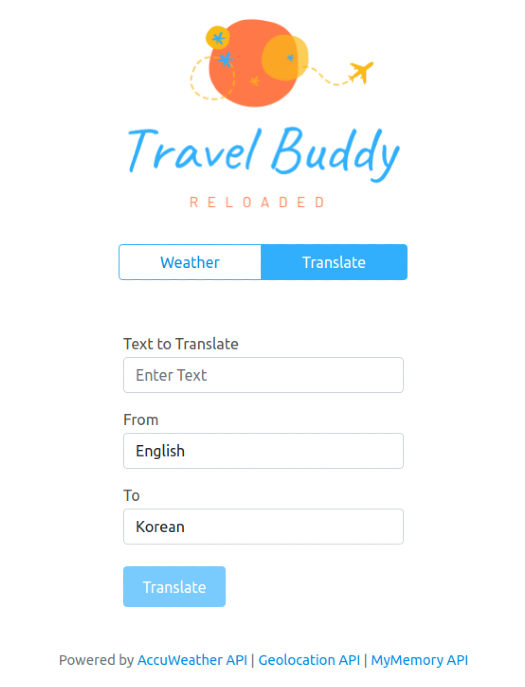 Travel Buddy
RELOADED
Weather Translate
Text to Translate
Enter Text
From
English
To
Korean
Translate
Powered by AccuWeather API | Geolocation API | MyMemory API